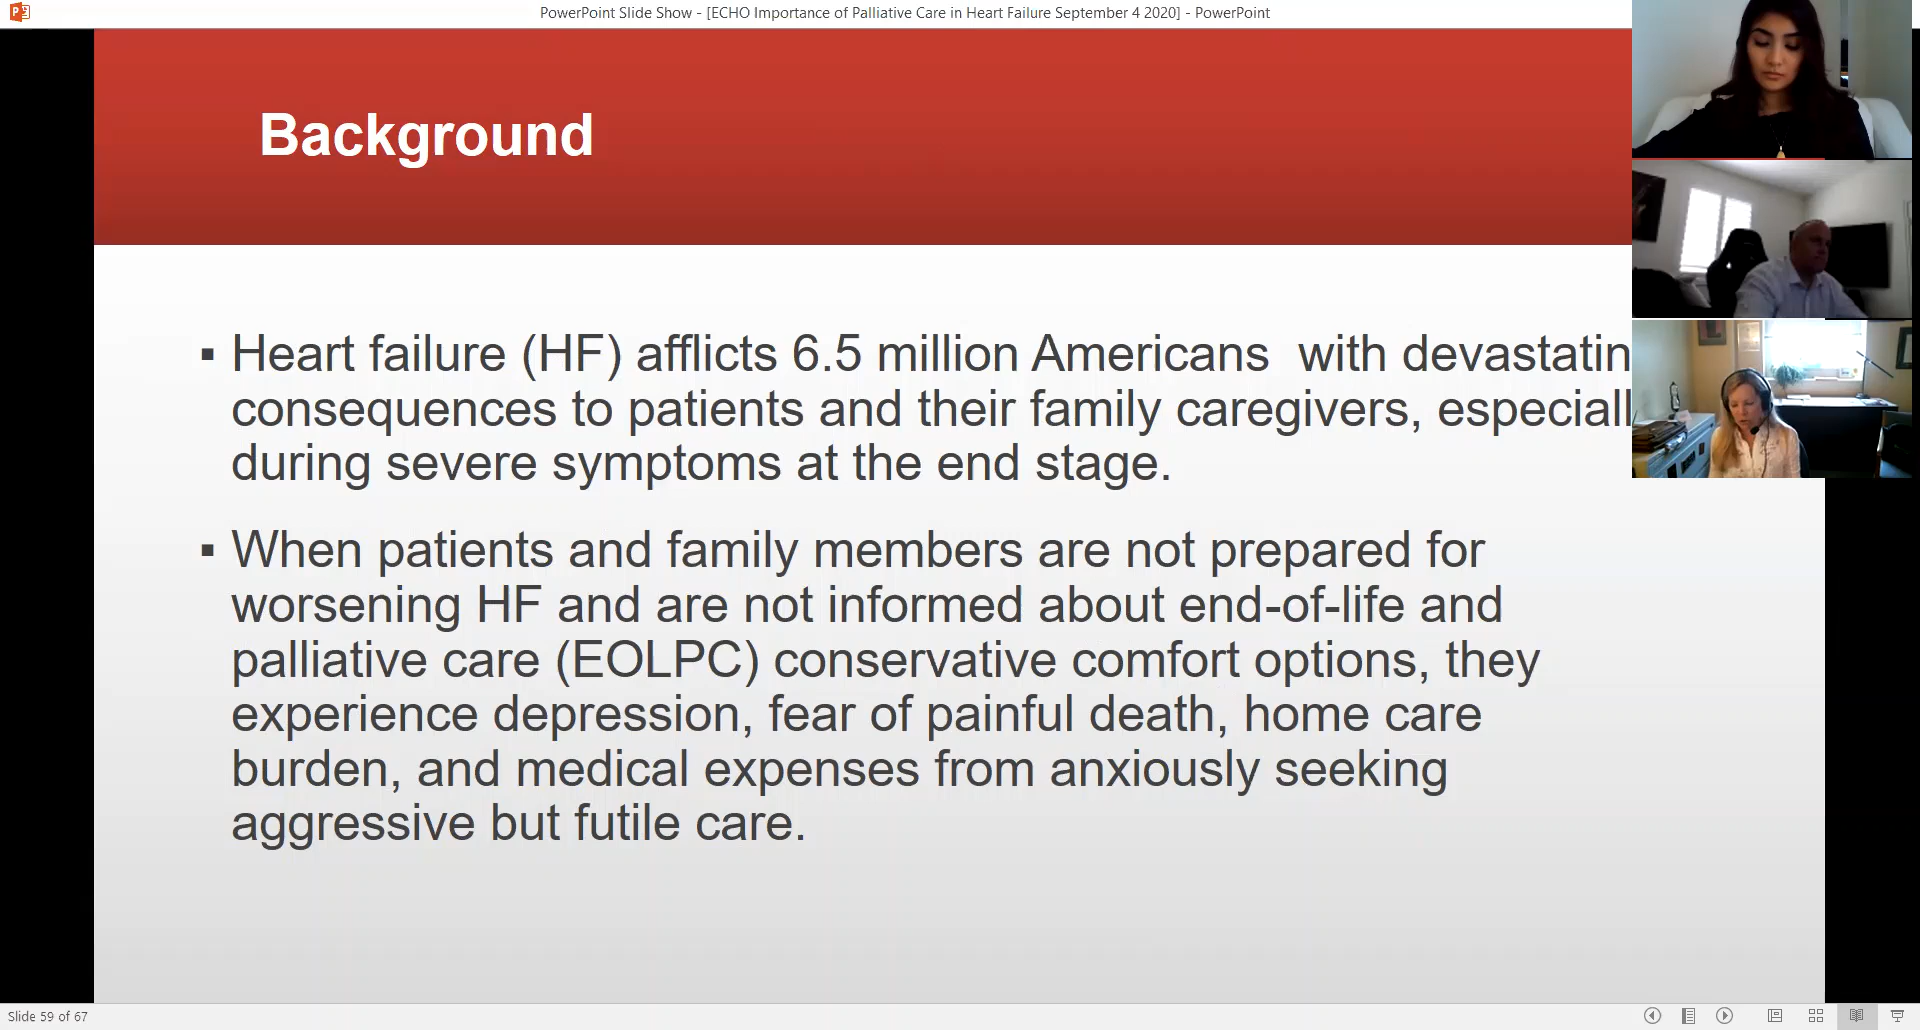 PowerPoint Slide Show - [ECHO Importance of Palliative Care in Heart Failure September 4 2020] - PowerPoint
Background
▪ Heart failure (HF) afflicts 6.5 million Americans  with devastatin
consequences to patients and their family caregivers, especiall
during severe symptoms at the end stage.
▪ When patients and family members are not prepared for
worsening HF and are not informed about end-of-life and
palliative care (EOLPC) conservative comfort options, they
experience depression, fear of painful death, home care
burden, and medical expenses from anxiously seeking
aggressive but futile care.
Slide 59 of 67